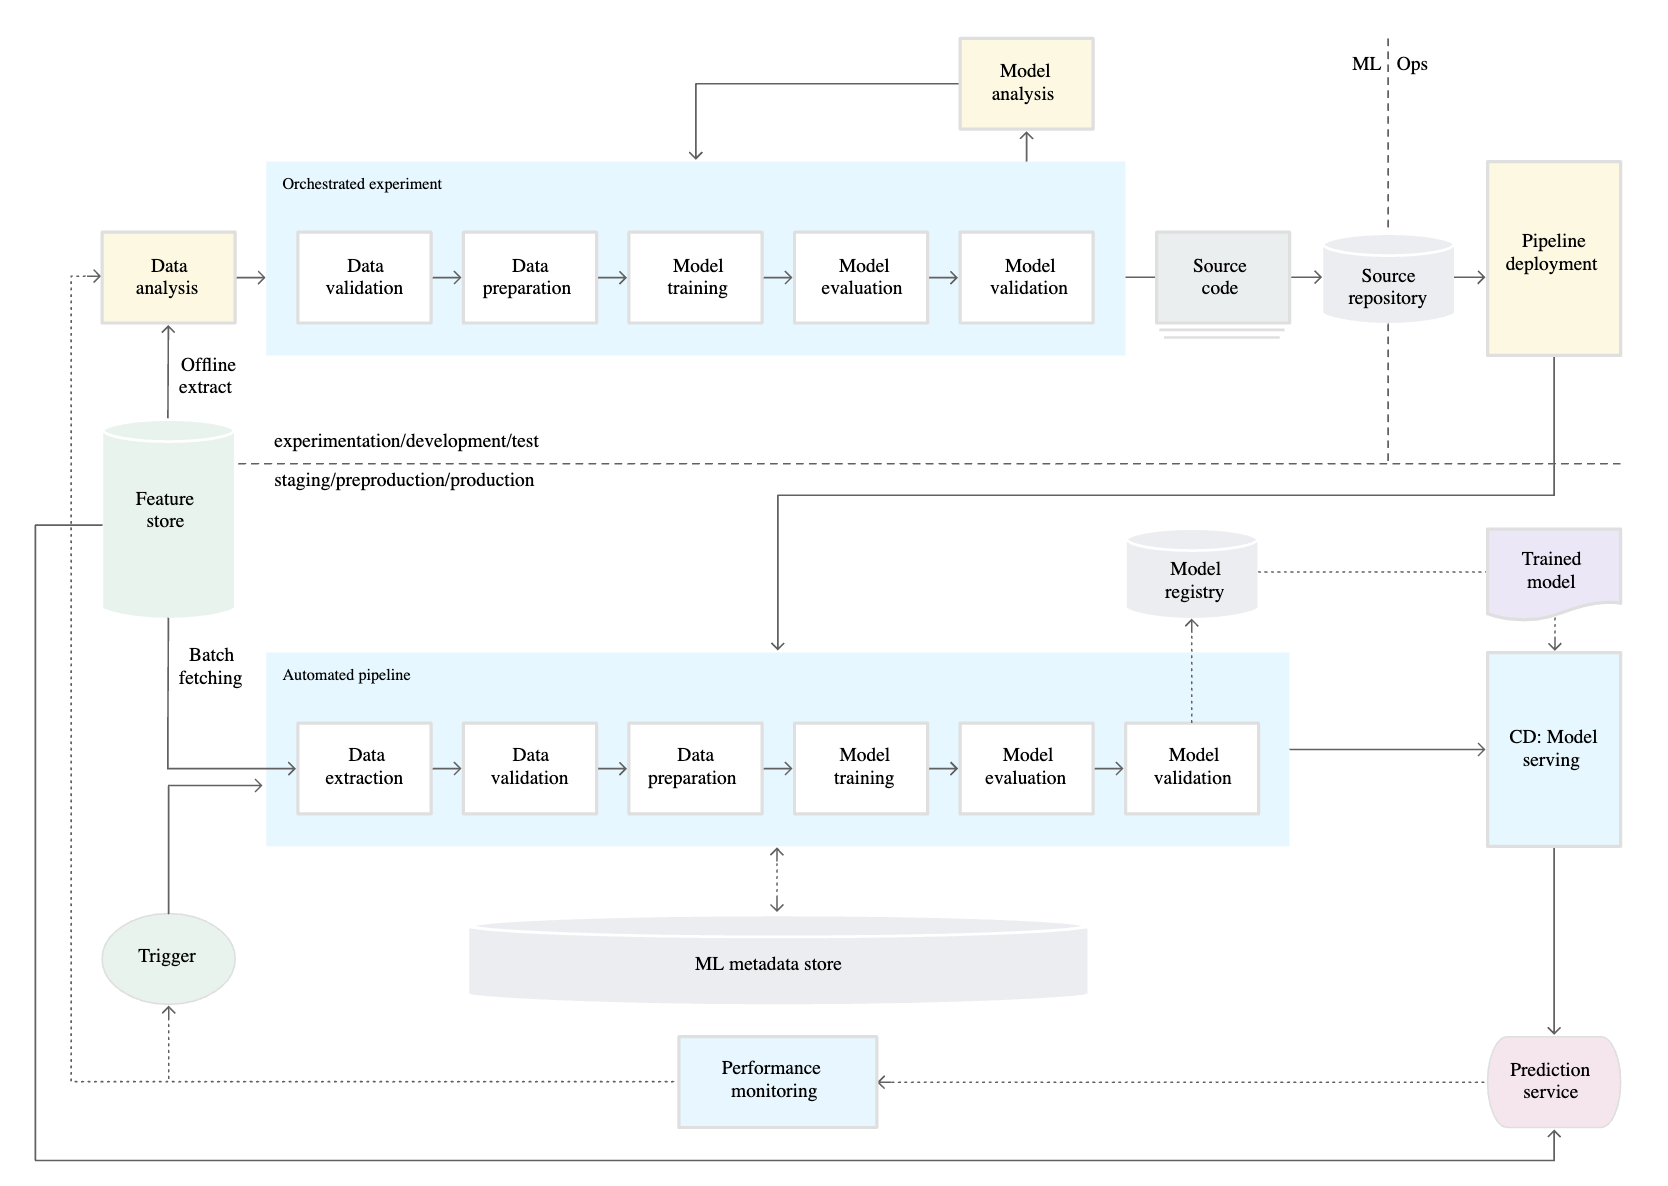 Model
analysis
ML
Ops
Orchestrated experiment
Data
analysis
Data
validation
Data
preparation
Model
training
Model
evaluation
Model
validation
Source
code
Source
repository
Pipeline
deployment
Offline
extract
experimentation/development/test
staging/preproduction/production
Feature
store
Model
registry
Trained
model
Batch
fetching
Automated pipeline
Data
extraction
Data
validation
Data
preparation
Model
training
Model
evaluation
Model
validation
CD: Model
serving
Trigger
ML metadata store
Performance
monitoring
Prediction
service